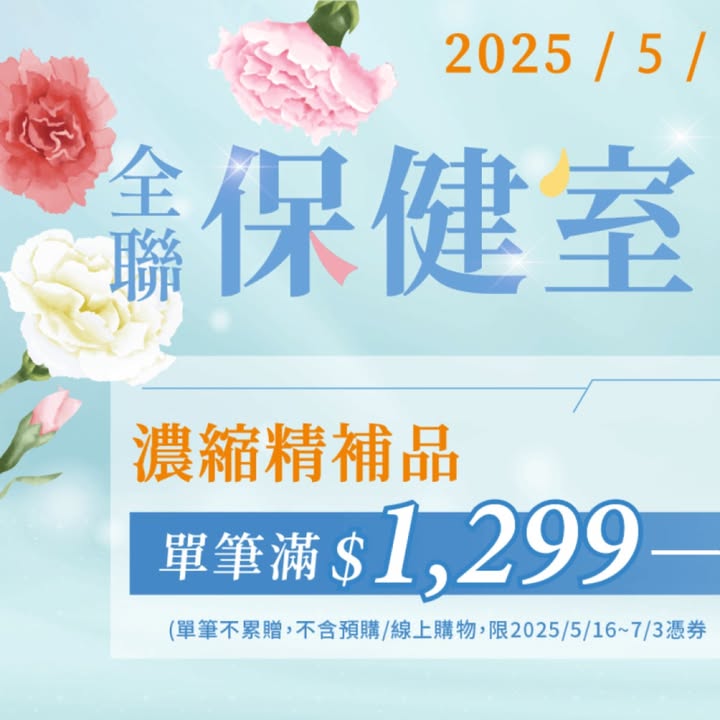 2025 / 5 /
全聯 保健室
濃縮精補品
單筆滿$1,299
(單筆不累贈,不含預購/線上購物,限2025/5/16~7/3憑券